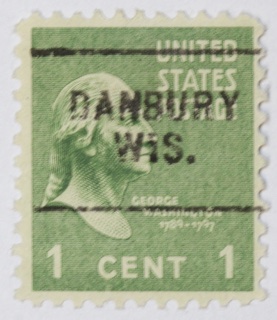 UNITED
STATES
DANBURY
WIS.
GEORGE
WASHINGTON
1789-1797
1 CENT 1